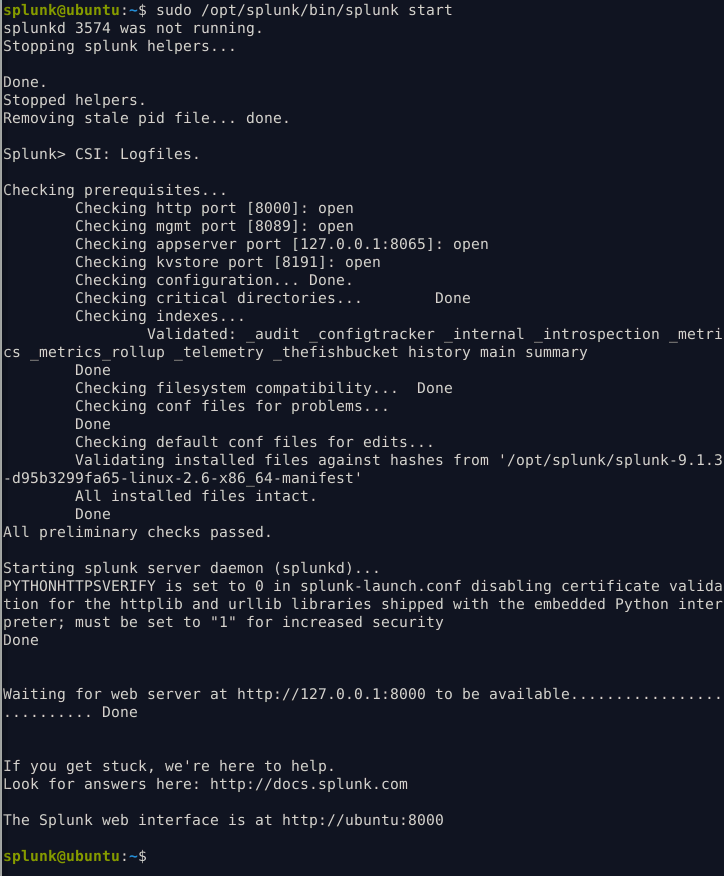 splunk@ubuntu:~$ sudo /opt/splunk/bin/splunk start
splunkd 3574 was not running.
Stopping splunk helpers...
Done.
Stopped helpers.
Removing stale pid file... done.
Splunk> CSI: Logfiles.
Checking prerequisites...
Checking http port [8000]: open
Checking mgmt port [8089]: open
Checking appserver port [127.0.0.1:8065]: open
Checking kvstore port [8191]: open
Checking configuration... Done.
Checking critical directories...        Done
Checking indexes...
Validated: _audit _configtracker _internal _introspection _metri
cs _metrics_rollup _telemetry _thefishbucket history main summary
Done
Checking filesystem compatibility...  Done
Checking conf files for problems...
Done
Checking default conf files for edits...
Validating installed files against hashes from '/opt/splunk/splunk-9.1.3
-d95b3299fa65-linux-2.6-x86_64-manifest'
All installed files intact.
Done
All preliminary checks passed.
Starting splunk server daemon (splunkd)...
PYTHONHTTPSVERIFY is set to 0 in splunk-launch.conf disabling certificate valida
tion for the httplib and urllib libraries shipped with the embedded Python inter
preter; must be set to "1" for increased security
Done
Waiting for web server at http://127.0.0.1:8000 to be available.................
.......... Done
If you get stuck, we're here to help.
Look for answers here: http://docs.splunk.com
The Splunk web interface is at http://ubuntu:8000
splunk@ubuntu:~$